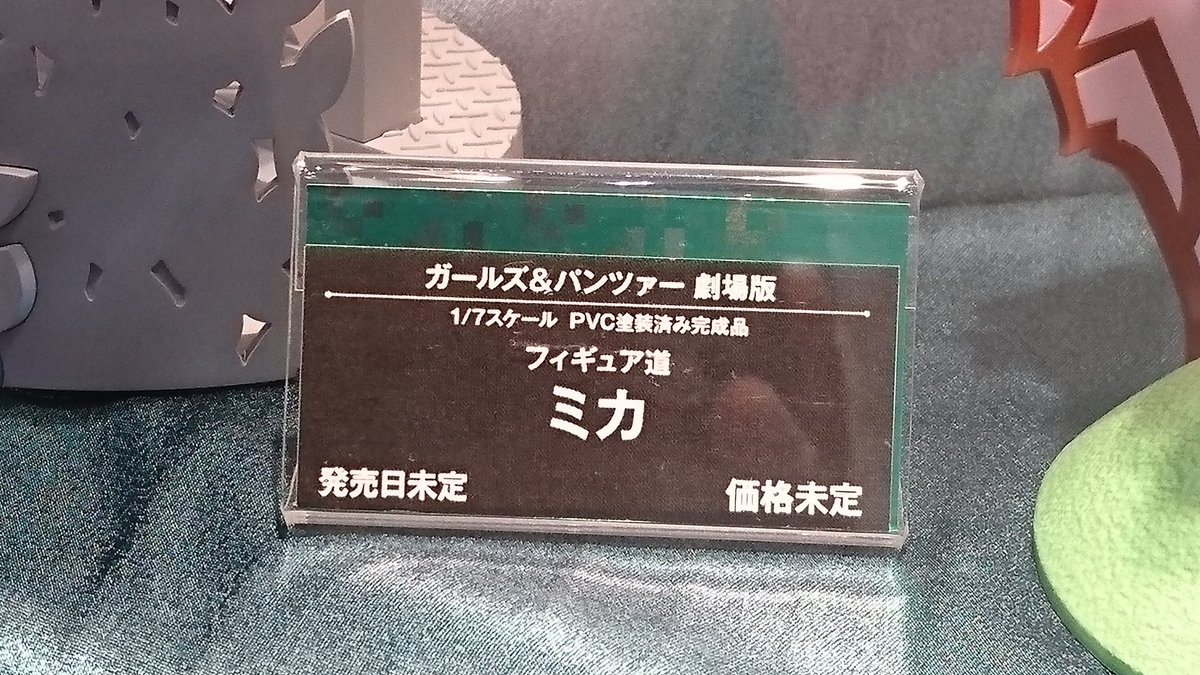 ガールズ&パンツァー 劇場版
1/7スケール PVC塗装済み完成品
フィギュア道
ミカ
発売日未定 価格未定